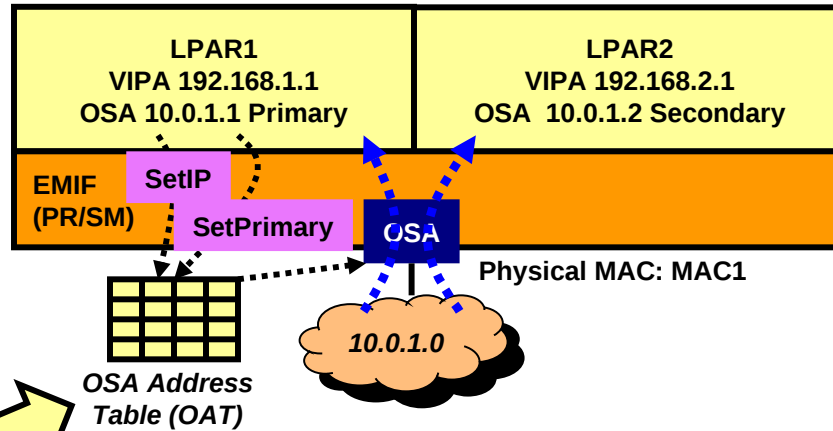 LPAR1
VIPA 192.168.1.1
OSA 10.0.1.1 Primary
LPAR2
VIPA 192.168.2.1
OSA 10.0.1.2 Secondary
EMIF
(PR/SM)
SetIP
SetPrimary
OSA
Physical MAC: MAC1
10.0.1.0
OSA Address
Table (OAT)